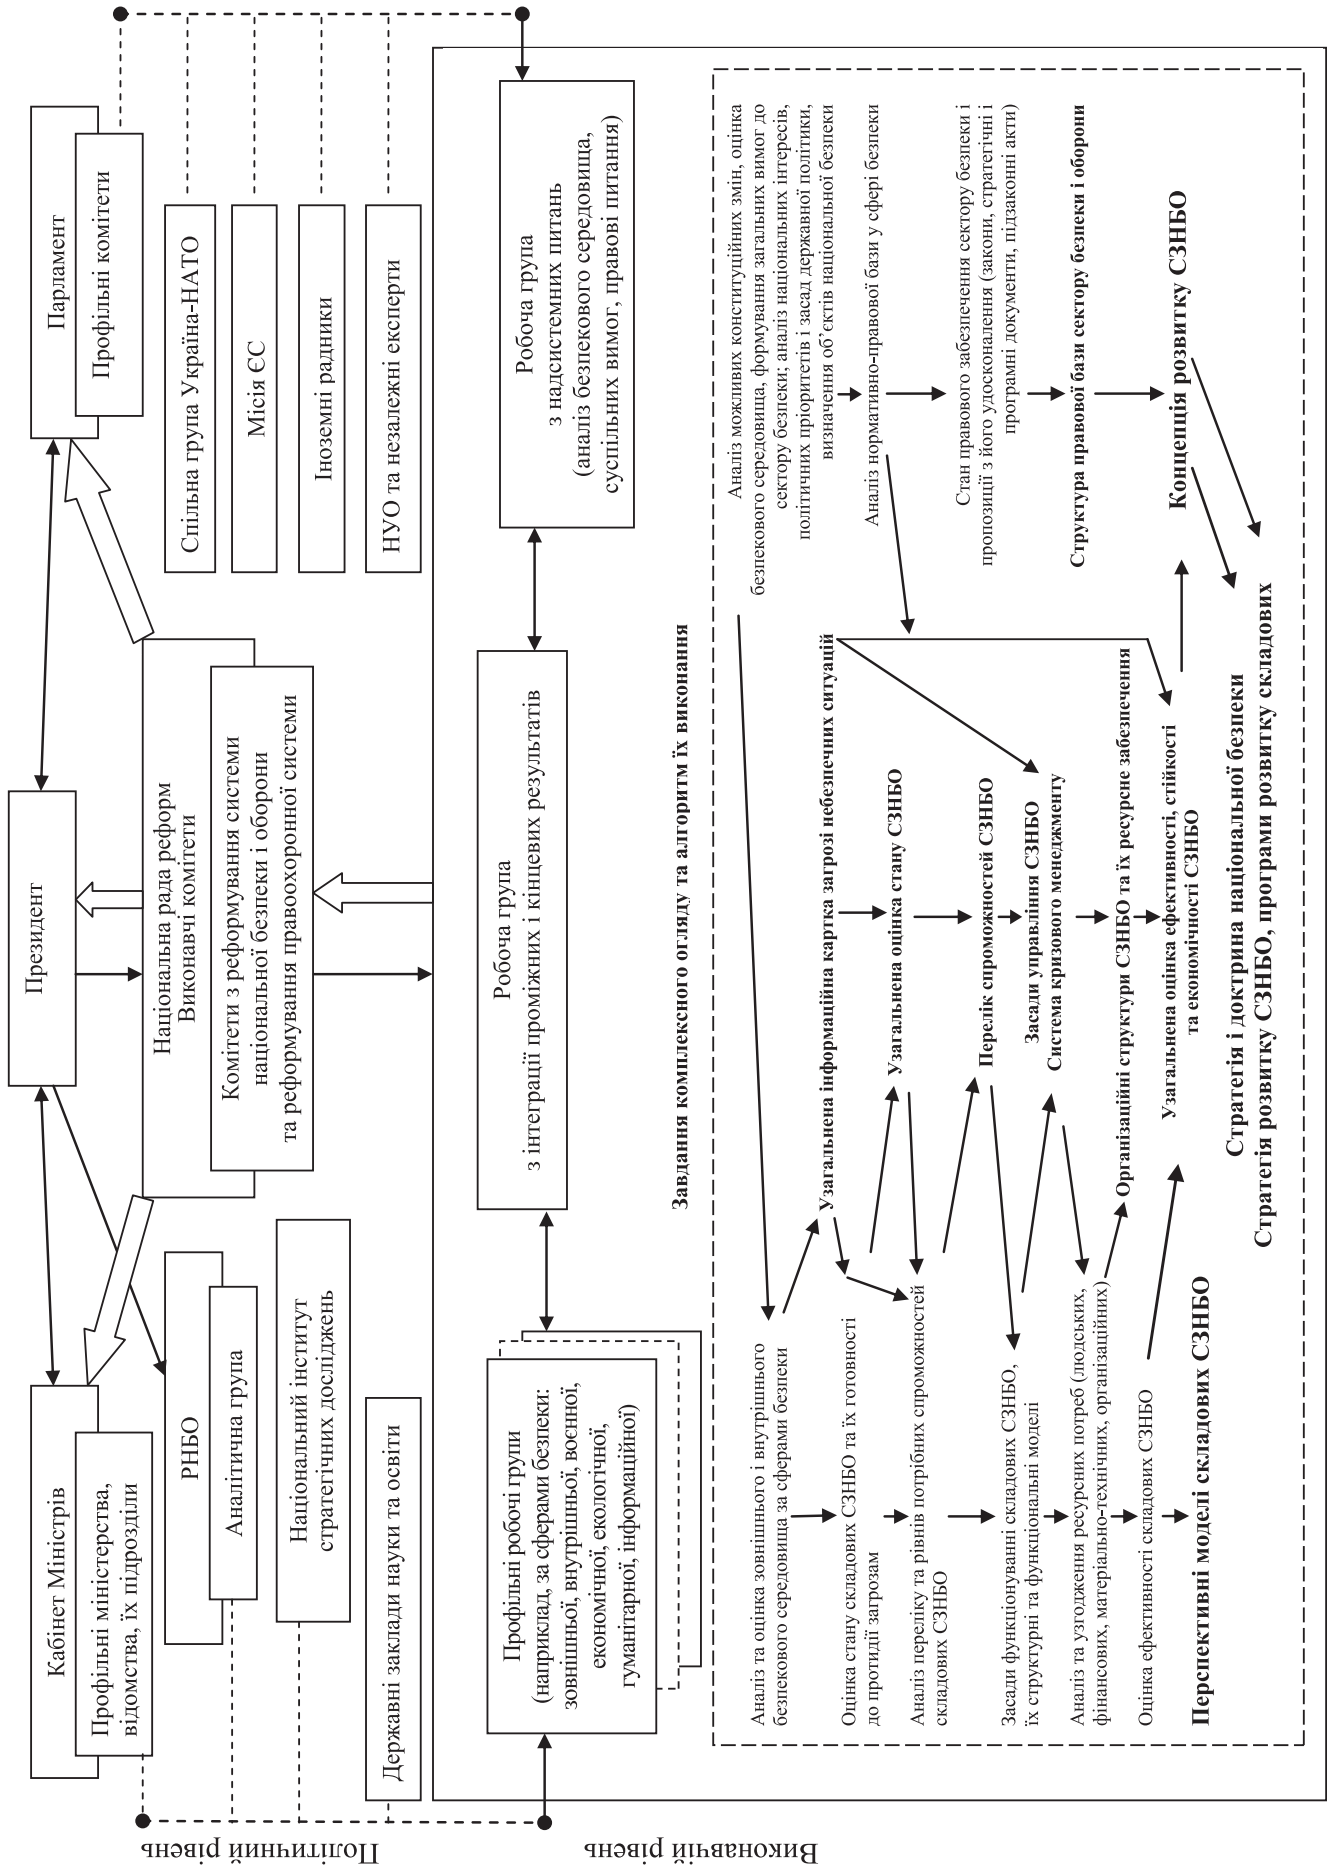 Політичний рівень
Виконавчій рівень
Президент
Кабінет Міністрів
Профільні міністерства,
відомства, їх підрозділи
РНБО
Аналітична група
Національний інститут
стратегічних досліджень
Державні заклади науки та освіти
Національна рада реформ
Виконавчі комітети
Комітети з реформування системи
національної безпеки і оборони
та реформування правоохоронної системи
Парламент
Профільні комітети
Спільна група Україна-НАТО
Місія ЄС
Іноземні радники
НУО та незалежні експерти
Профільні робочі групи
(наприклад, за сферами безпеки:
зовнішньої, внутрішньої, воєнної,
економічної, екологічної,
гуманітарної, інформаційної)
Робоча група
з інтеграції проміжних і кінцевих результатів
Робоча група
з надсистемних питань
(аналіз безпекового середовища,
суспільних вимог, правові питання)
Завдання комплексного огляду та алгоритм їх виконання
Аналіз та оцінка зовнішнього і внутрішнього
безпекового середовища за сферами безпеки
Оцінка стану складових СЗНБО та їх готовності
до протидії загрозам
Аналіз переліку та рівнів потрібних спроможностей
складових СЗНБО
Засади функціонуванні складових СЗНБО,
їх структурні та функціональні моделі
Аналіз та узгодження ресурсних потреб (людських,
фінансових, матеріально-технічних, організаційних)
Оцінка ефективності складових СЗНБО
Перспективні моделі складових СЗНБО
Узагальнена інформаційна картка загрозі небезпечних ситуацій
Узагальнена оцінка стану СЗНБО
Перелік спроможностей СЗНБО
Засади управління СЗНБО
Система кризового менеджменту
Організаційні структури СЗНБО та їх ресурсне забезпечення
Узагальнена оцінка ефективності, стійкості
та економічності СЗНБО
Аналіз можливих конституційних змін, оцінка
безпекового середовища, формування загальних вимог до
сектору безпеки; аналіз національних інтересів,
політичних пріоритетів і засад державної політики,
визначення об’єктів національної безпеки
Аналіз нормативно-правової бази у сфері безпеки
Стан правового забезпечення сектору безпеки і
пропозиції з його удосконалення (закони, стратегічні і
програмні документи, підзаконні акти)
Структура правової бази сектору безпеки і оборони
Концепція розвитку СЗНБО
Стратегія і доктрина національної безпеки
Стратегія розвитку СЗНБО, програми розвитку складових